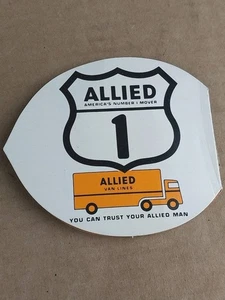 ALLIED
AMERICA'S NUMBER 1 MOVER
1
ALLIED
VAN LINES
YOU CAN TRUST YOUR ALLIED MAN